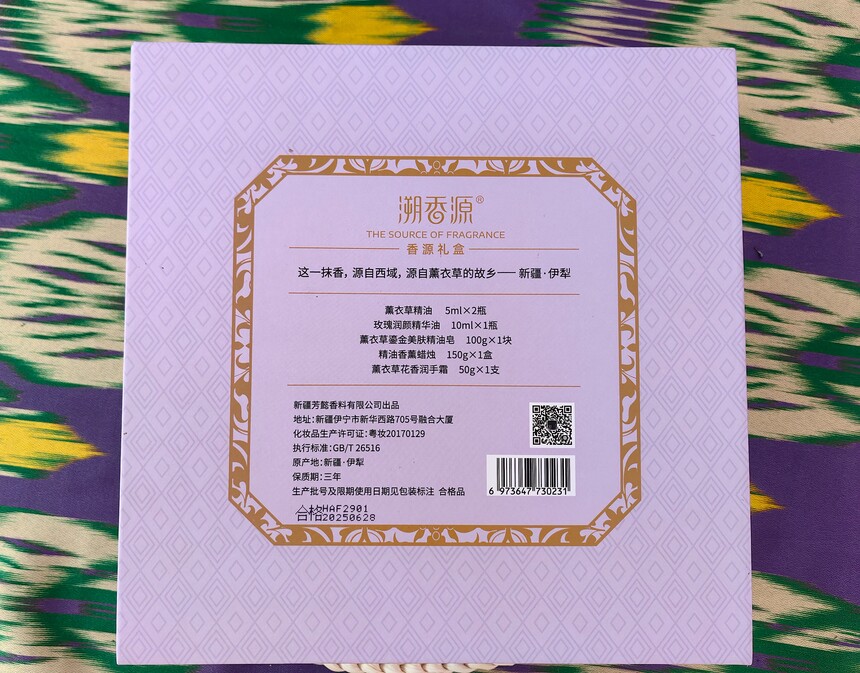 溯香源®
THE SOURCE OF FRAGRANCE
香源礼盒
这一抹香，源自西域，源自薰衣草的故乡——新疆·伊犁
薰衣草精油 5ml×2瓶
玫瑰润颜精华油 10ml×1瓶
薰衣草鎏金美肤精油皂 100g×1块
精油香薰蜡烛 150g×1盒
薰衣草花香润手霜 50g×1支
新疆芳懿香料有限公司出品
地址：新疆伊宁市新华西路705号融合大厦
化妆品生产许可证：粤妆20170129
执行标准：GB/T 26516
原产地：新疆·伊犁
保质期：三年
生产批号及限期使用日期见包装标注 合格品
6 973647 730231
合格HAF2901
20250628